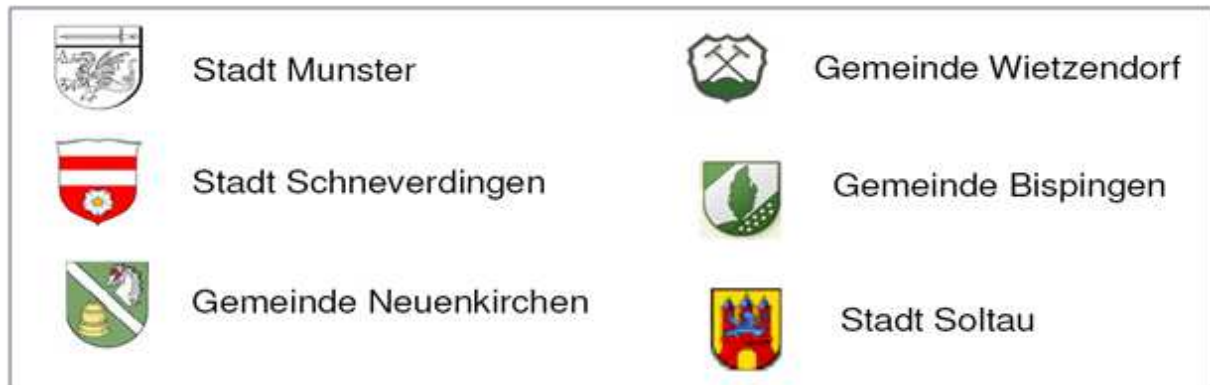 Stadt Munster
Stadt Schneverdingen
Gemeinde Neuenkirchen
Gemeinde Wietzendorf
Gemeinde Bispingen
Stadt Soltau